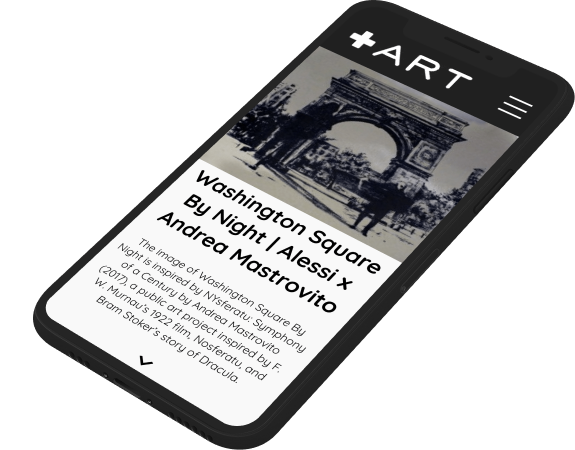 +ART
Washington Square
By Night | Alessi x
Andrea Mastrovito
The image of Washington Square By
Night is inspired by NYsferatu: Symphony
of a Century by Andrea Mastrovito
(2017), a public art project inspired by F.
W. Murnau's 1922 film, Nosferatu, and
Bram Stoker's story of Dracula.